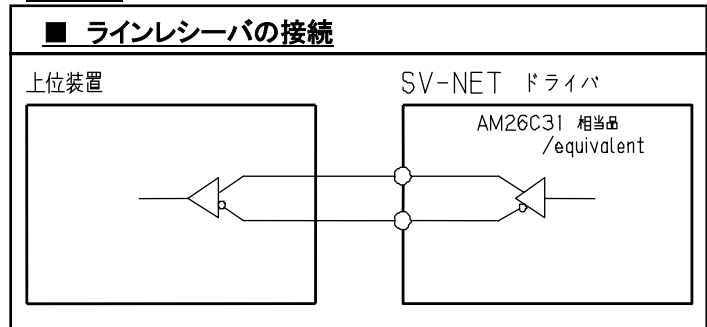 ■ ラインレシーバの接続
上位装置
SV-NET ドライバ
AM26C31 相当品
/equivalent